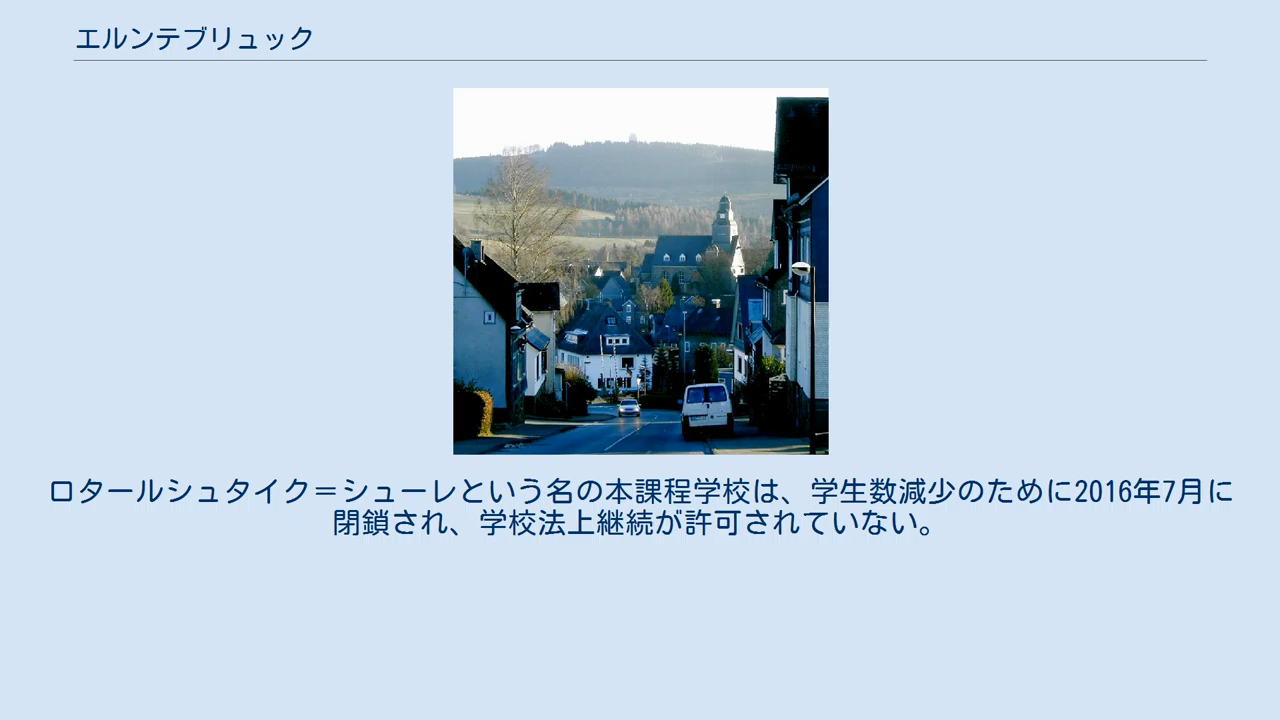 エルンテブリュック
ロタールシュタイク＝シューレという名の本課程学校は、学生数減少のために2016年7月に
閉鎖され、学校法上継続が許可されていない。